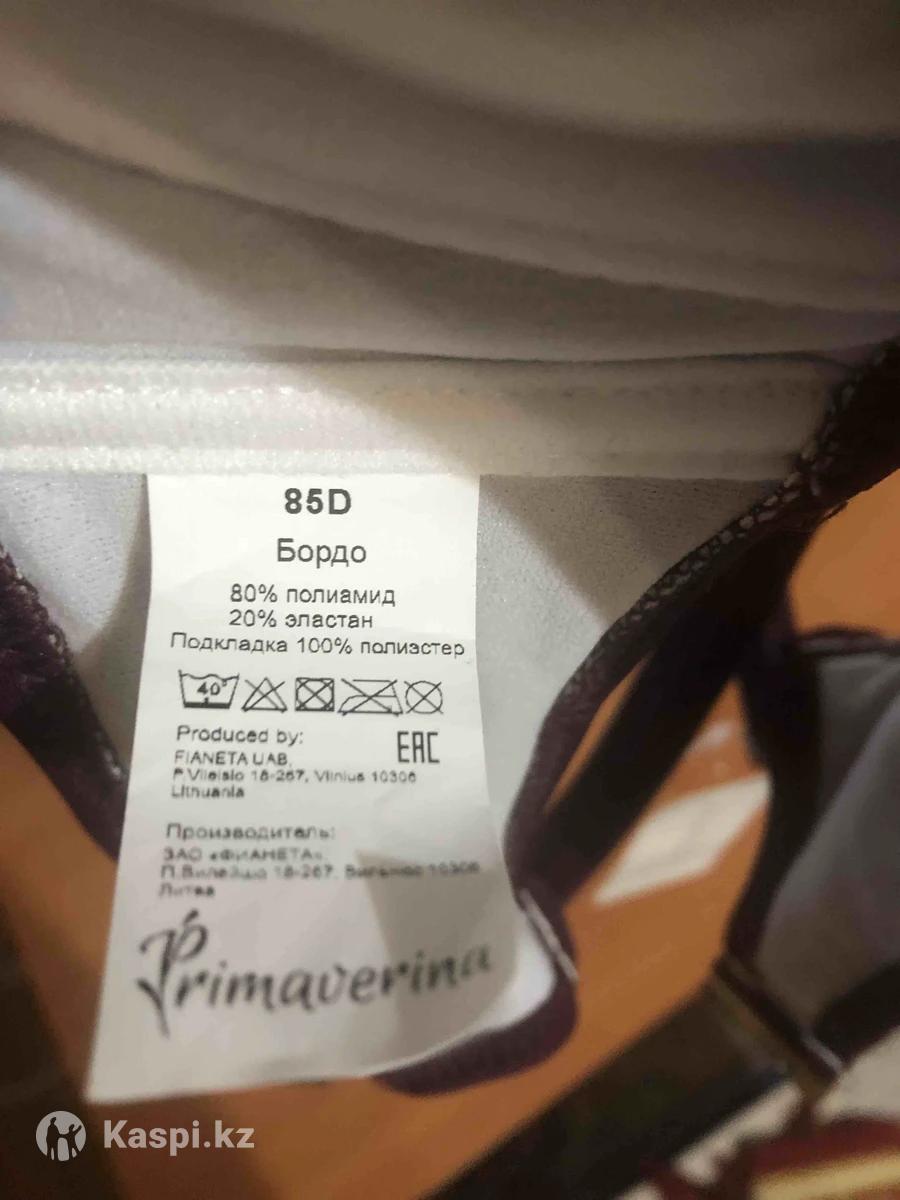 85D
Бордо
80% полиамид
20% эластан
Подкладка 100% полиэстер
40°
Produced by:
EAC
FIANETA UAB,
P.Vileisio 18-267, Vilnius 10306
Lithuania
Производитель:
ЗАО «ФИАНЕТА»,
П.Вилейшо 18-267, Вильнюс 10306
Литва
Primaverina
Kaspi.kz